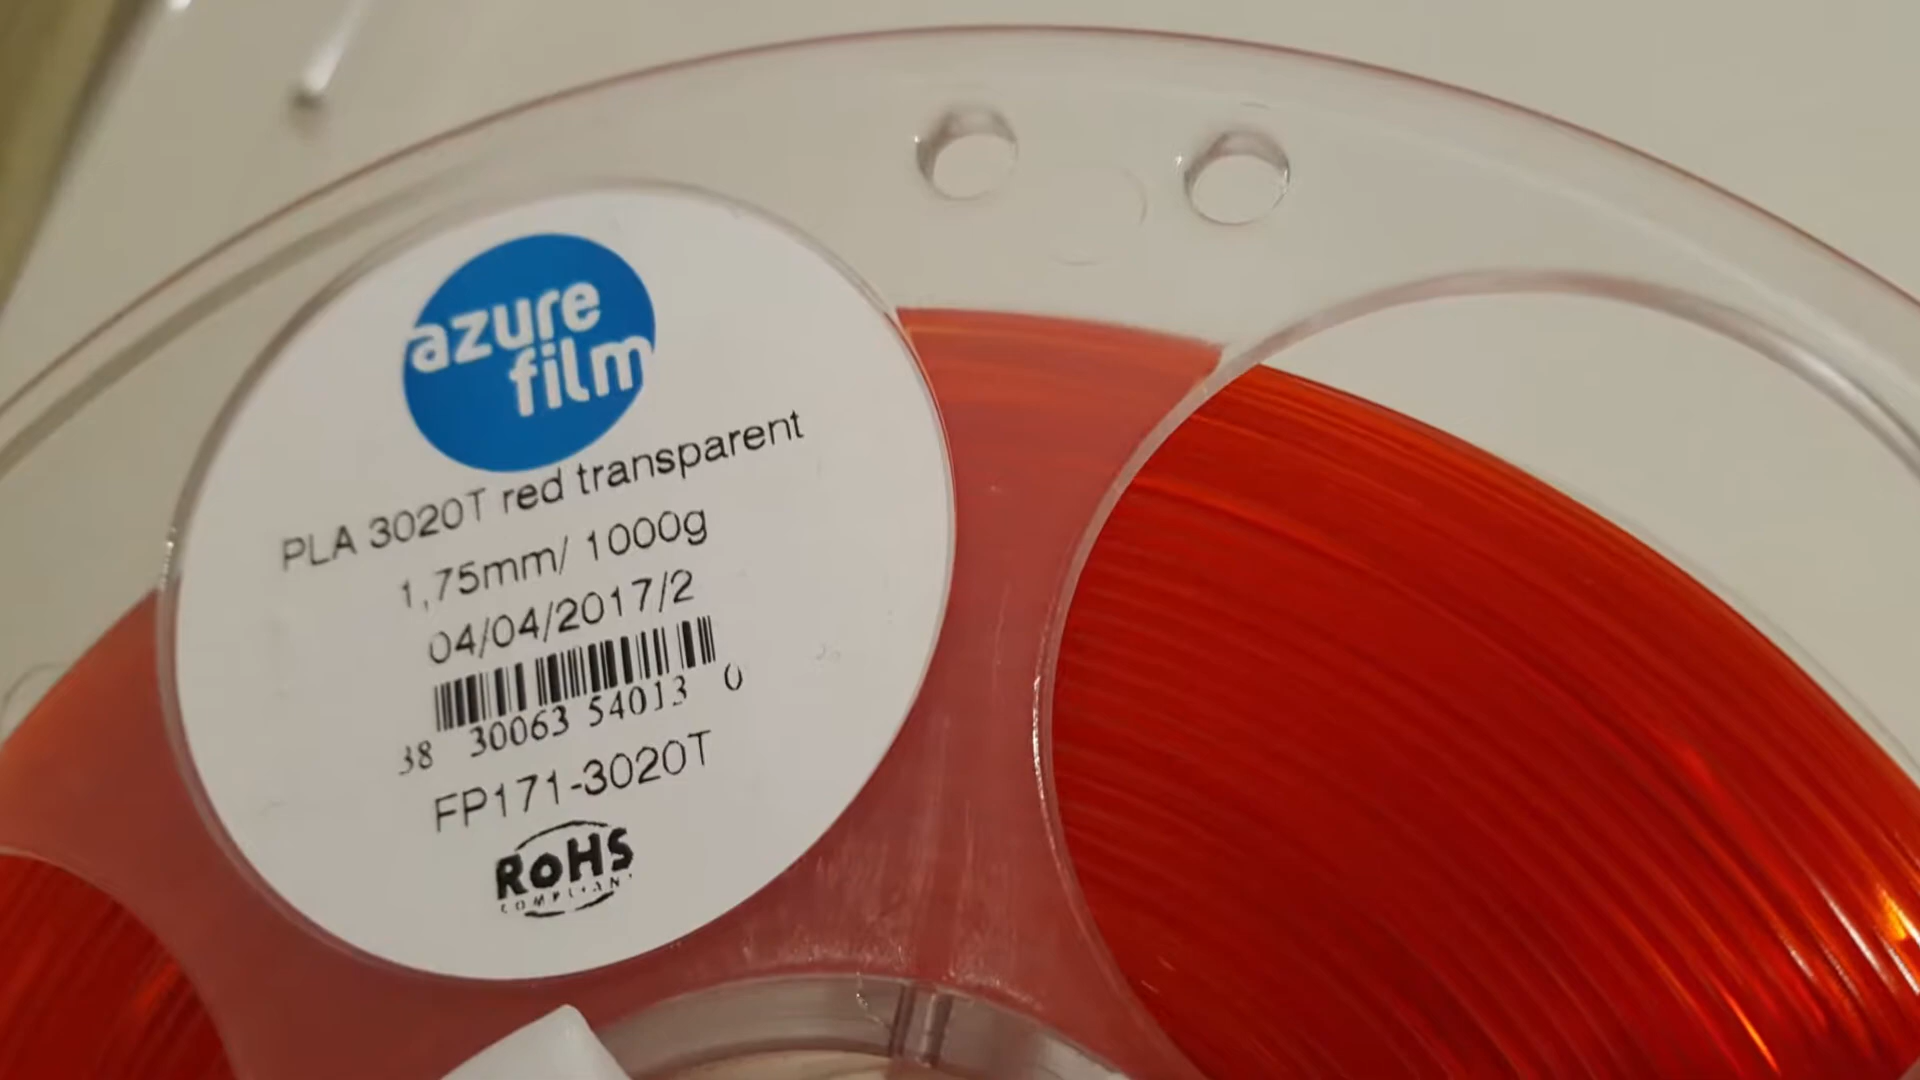 azure
film
PLA 3020T red transparent
1,75mm/ 1000g
04/04/2017/2
38 30063 54013 0
FP171-3020T
RoHS
COMPLIANT